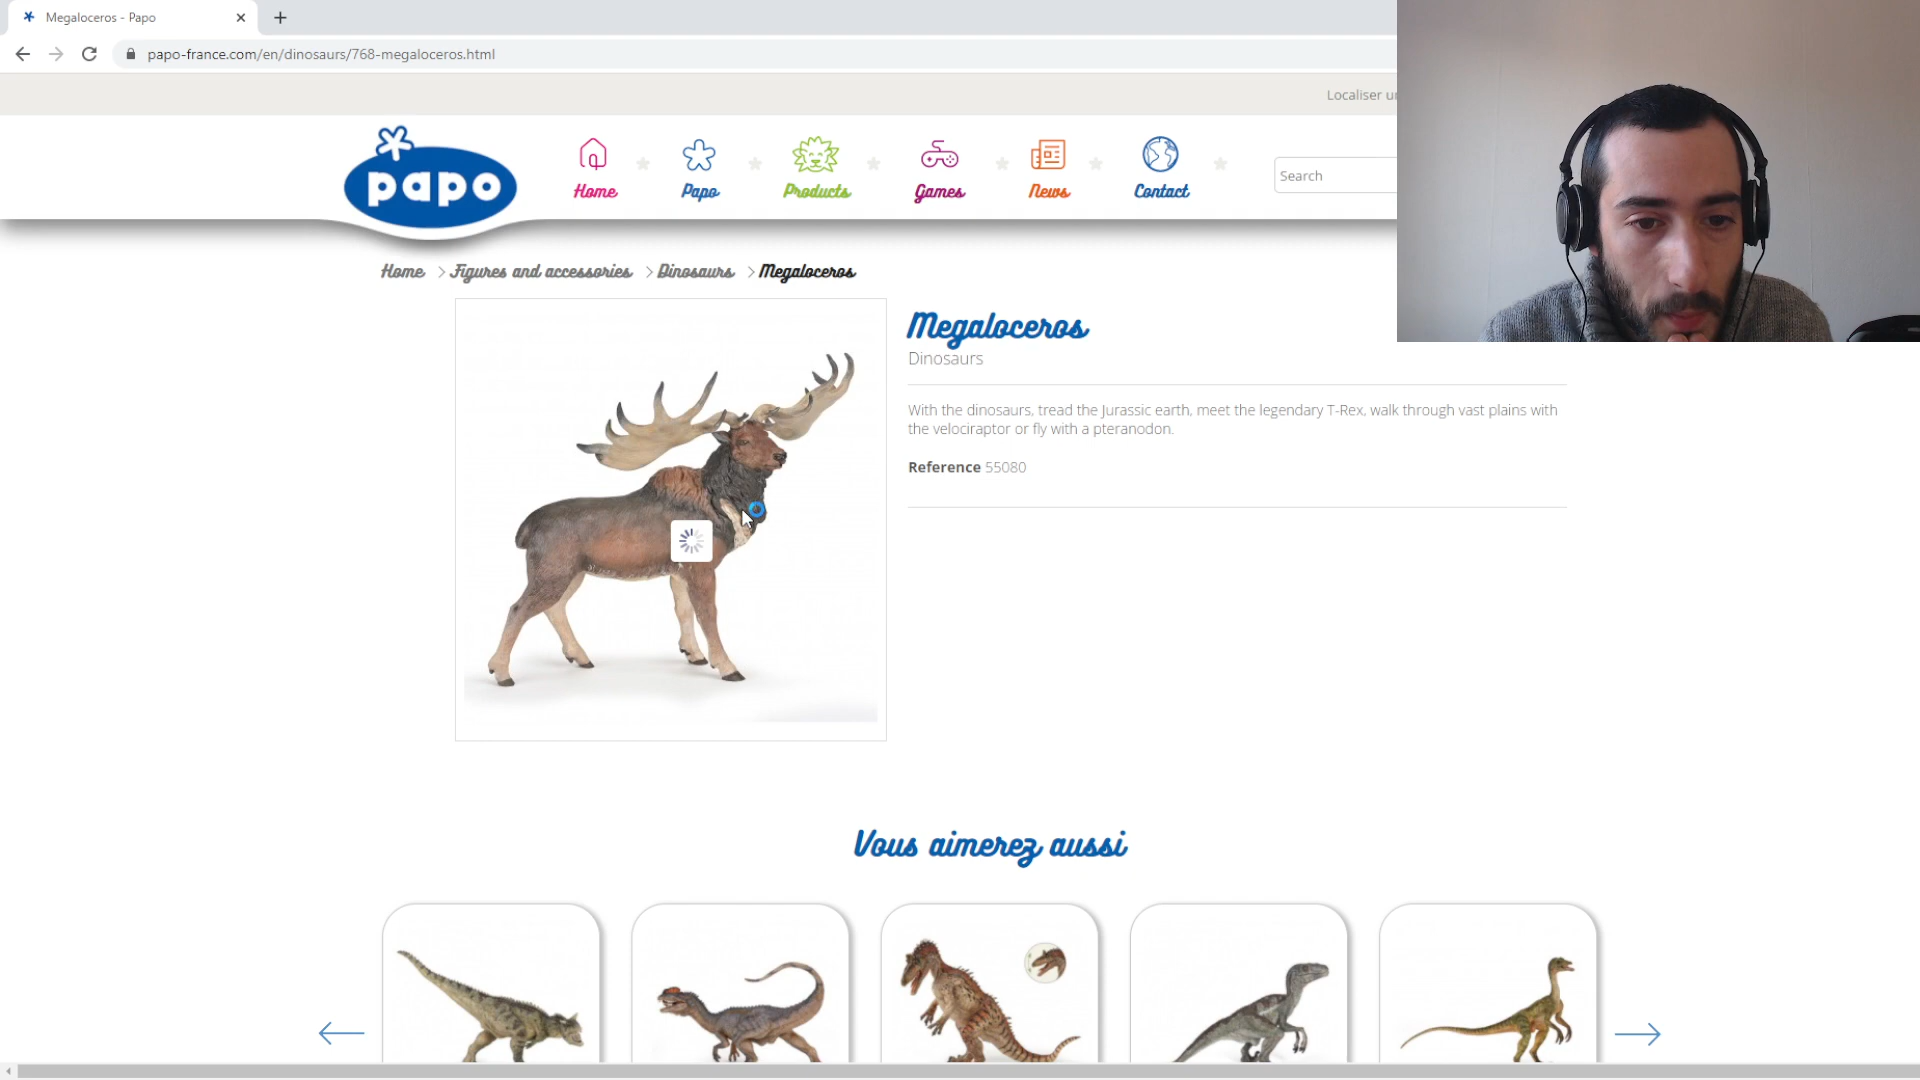 Megaloceros - Papo
papo-france.com/en/dinosaurs/768-megaloceros.html
Localiser
papo
Home
Papo
Products
Games
News
Contact
Search
Home > Figures and accessories > Dinosaurs > Megaloceros
Megaloceros
Dinosaurs
With the dinosaurs, tread the Jurassic earth, meet the legendary T-Rex, walk through vast plains with
the velociraptor or fly with a pteranodon.
Reference 55080
Vous aimerez aussi